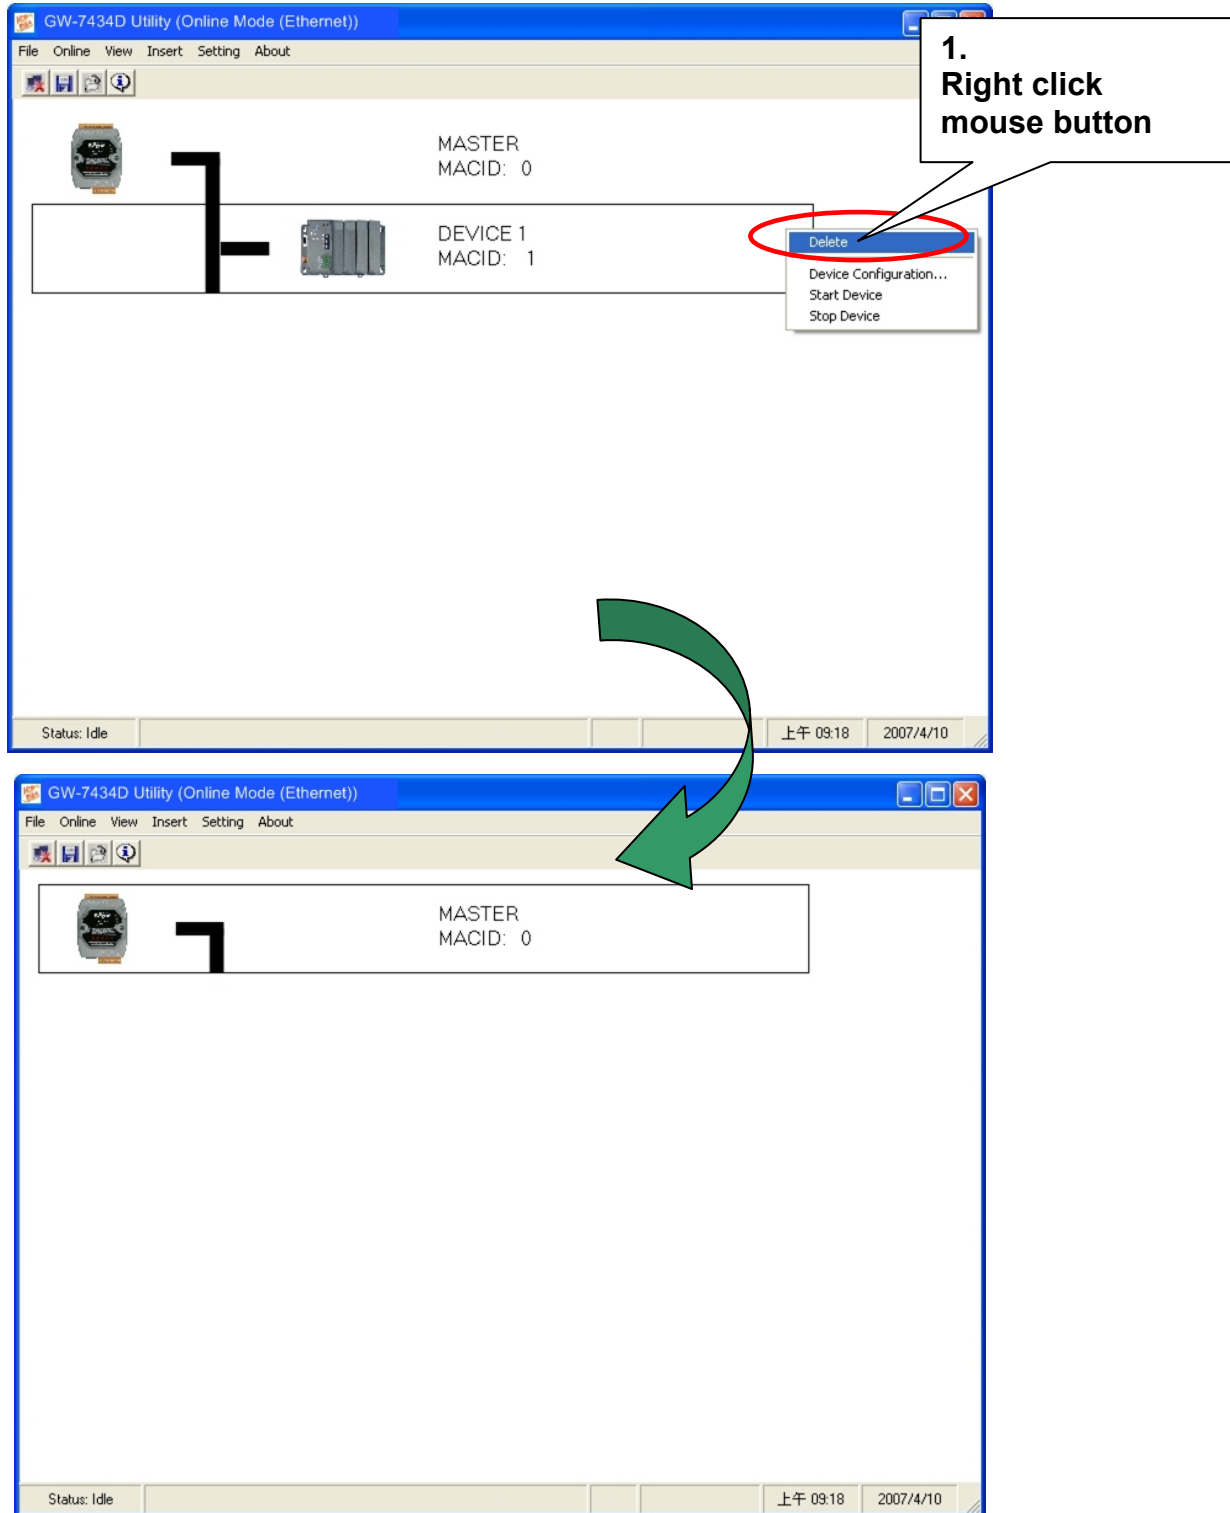 GW-7434D Utility (Online Mode (Ethernet))
File Online View Insert Setting About
1.
Right click
mouse button
MASTER
MACID: 0
DEVICE 1
MACID: 1
Delete
Device Configuration...
Start Device
Stop Device
Status: Idle
上午 09:18
2007/4/10
GW-7434D Utility (Online Mode (Ethernet))
File Online View Insert Setting About
MASTER
MACID: 0
Status: Idle
上午 09:18
2007/4/10